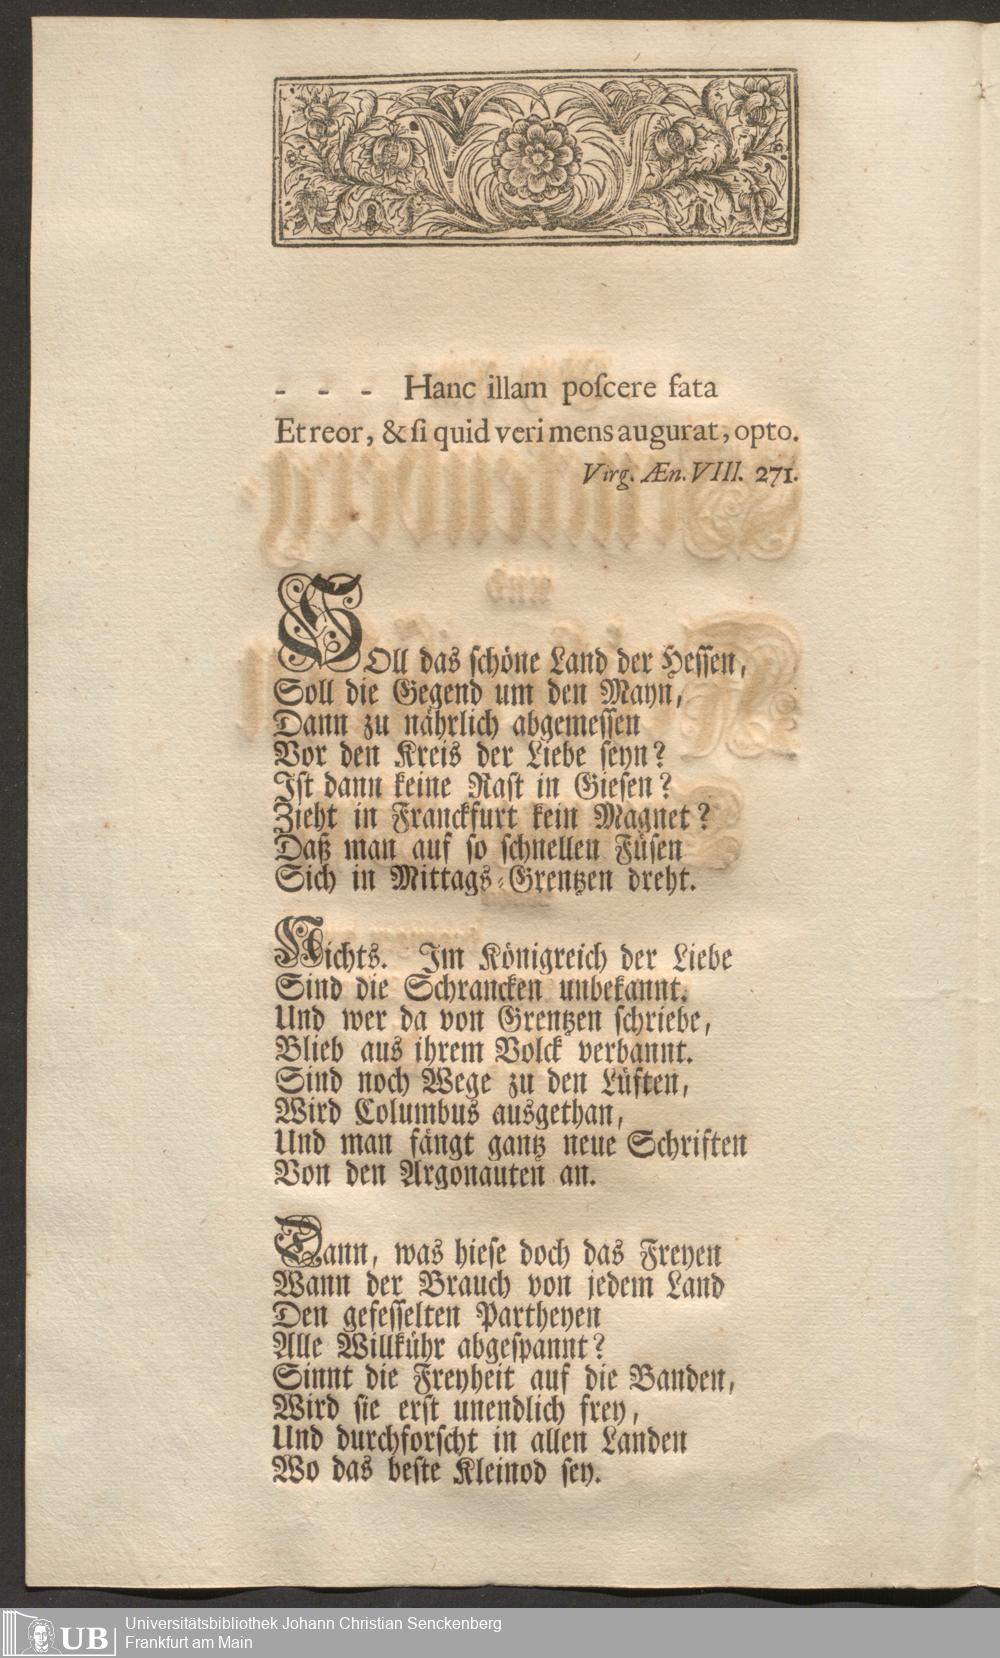 - - - Hanc illam poſcere fata
Et reor, & ſi quid veri mens augurat, opto.
Virg. Æn. VIII. 271.
SOll das ſchöne Land der Heſſen,
Soll die Gegend um den Mayn,
Dann zu nährlich abgemeſſen
Vor den Kreis der Liebe ſeyn?
Iſt dann keine Raſt in Gieſen?
Zieht in Franckfurt kein Magnet?
Daß man auf ſo ſchnellen Füſen
Sich in Mittags-Grentzen dreht.
Nichts. Im Königreich der Liebe
Sind die Schrancken unbekannt.
Und wer da von Grentzen ſchriebe,
Blieb aus ihrem Volck verbannt.
Sind noch Wege zu den Lüften,
Wird Columbus ausgethan,
Und man fängt gantz neue Schriften
Von den Argonauten an.
Dann, was hieſe doch das Freyen
Wann der Brauch von jedem Land
Den gefeſſelten Partheyen
Alle Willkühr abgeſpannt?
Sinnt die Freyheit auf die Banden,
Wird ſie erſt unendlich frey,
Und durchforſcht in allen Landen
Wo das beſte Kleinod ſey.
UB
Universitätsbibliothek Johann Christian Senckenberg
Frankfurt am Main